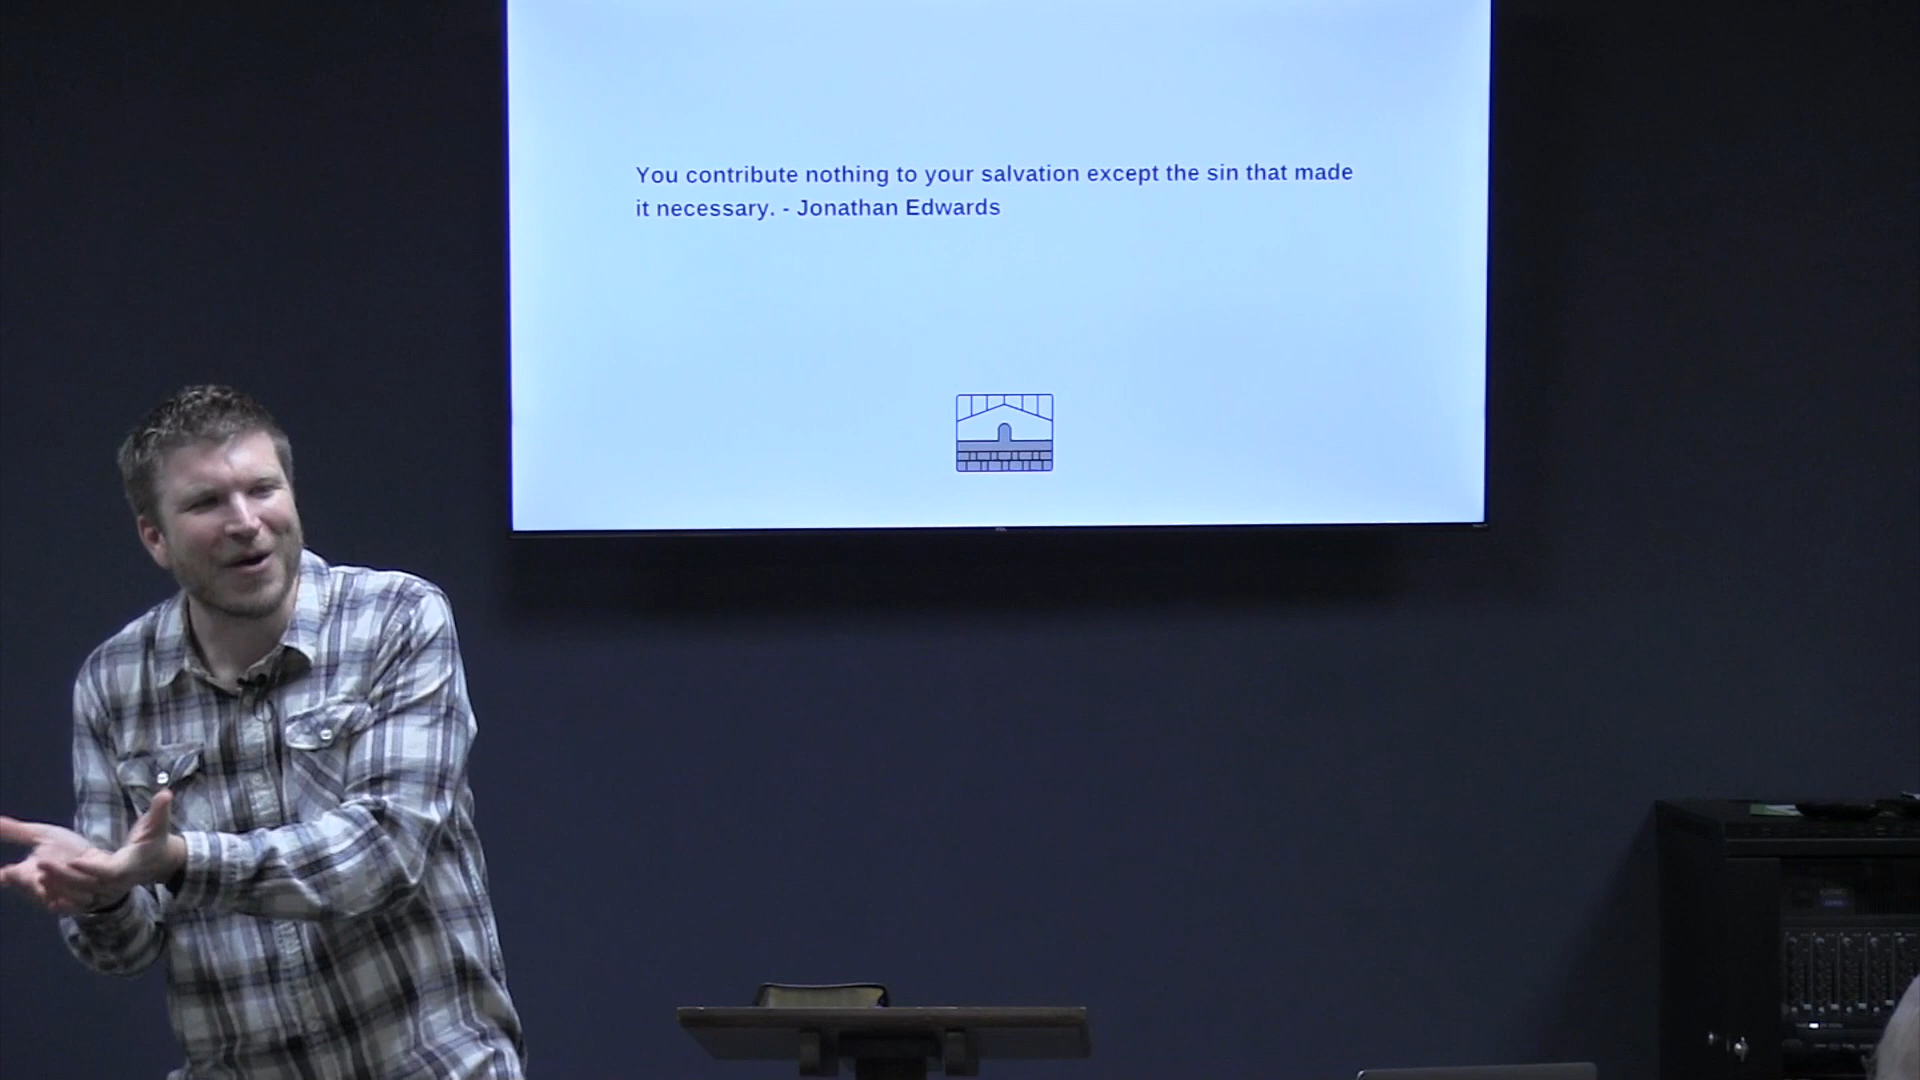 You contribute nothing to your salvation except the sin that made
it necessary. - Jonathan Edwards